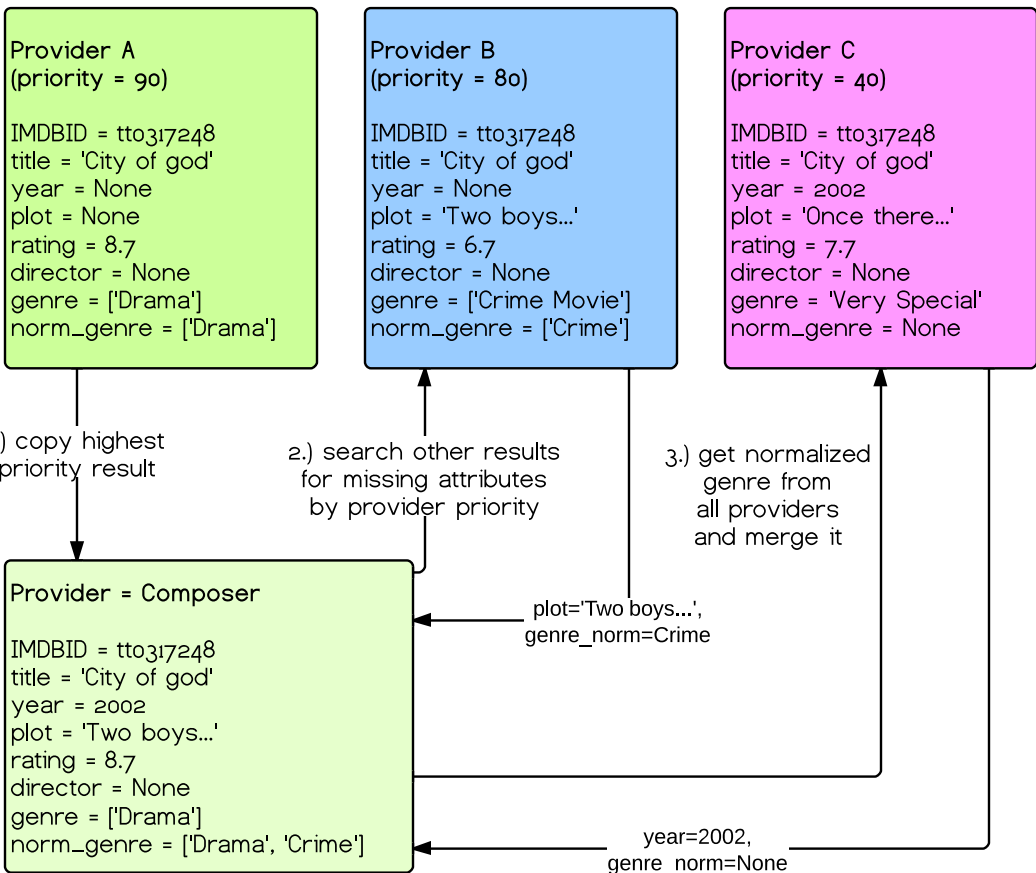 Provider A
(priority = 90)
IMDBID = tt0317248
title = 'City of god'
year = None
plot = None
rating = 8.7
director = None
genre = ['Drama']
norm_genre = ['Drama']
Provider B
(priority = 80)
IMDBID = tt0317248
title = 'City of god'
year = None
plot = 'Two boys...'
rating = 6.7
director = None
genre = ['Crime Movie']
norm_genre = ['Crime']
Provider C
(priority = 40)
IMDBID = tt0317248
title = 'City of god'
year = 2002
plot = 'Once there...'
rating = 7.7
director = None
genre = 'Very Special'
norm_genre = None
) copy highest
priority result
2.) search other results
for missing attributes
by provider priority
3.) get normalized
genre from
all providers
and merge it
plot='Two boys...',
genre_norm=Crime
Provider = Composer
IMDBID = tt0317248
title = 'City of god'
year = 2002
plot = 'Two boys...'
rating = 8.7
director = None
genre = ['Drama']
norm_genre = ['Drama', 'Crime']
year=2002,
genre_norm=None